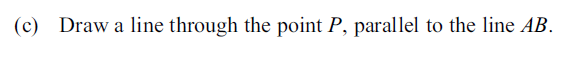 (c) Draw a line through the point P, parallel to the line AB.